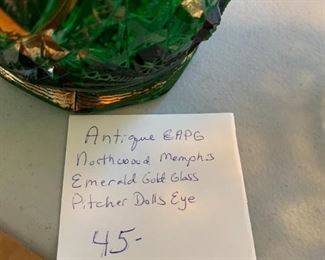 Antique EAPG
Northwood Memphis
Emerald Gold Glass
Pitcher Dolls Eye
45-